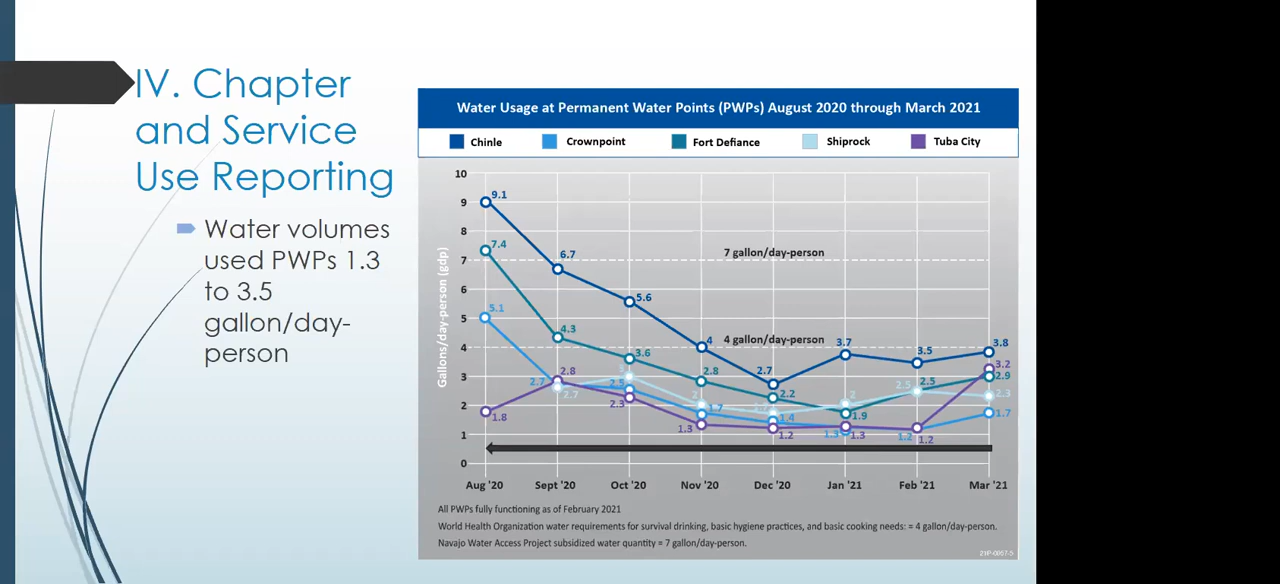 IV. Chapter
and Service
Use Reporting
Water volumes
used PWPs 1.3
to 3.5
gallon/day-
person
Water Usage at Permanent Water Points (PWPs) August 2020 through March 2021
Chinle Crownpoint Fort Defiance Shiprock Tuba City
Gallons/day-person (gdp)
10
9
8
7
6
5
4
3
2
1
0
9.1
6.7
5.6
4
2.7
3.7
3.5
3.8
7.4
4.3
3.6
2.8
2.2
1.9
2.5
2.9
5.1
2.7
2.5
1.7
1.4
1.3
1.2
1.7
2.7
3
2
2
2.5
2.3
1.8
2.8
2.3
1.3
1.2
1.3
1.2
3.2
7 gallon/day-person
4 gallon/day-person
Aug '20 Sept '20 Oct '20 Nov '20 Dec '20 Jan '21 Feb '21 Mar '21
All PWPs fully functioning as of February 2021
World Health Organization water requirements for survival drinking, basic hygiene practices, and basic cooking needs: = 4 gallon/day-person.
Navajo Water Access Project subsidized water quantity = 7 gallon/day-person.